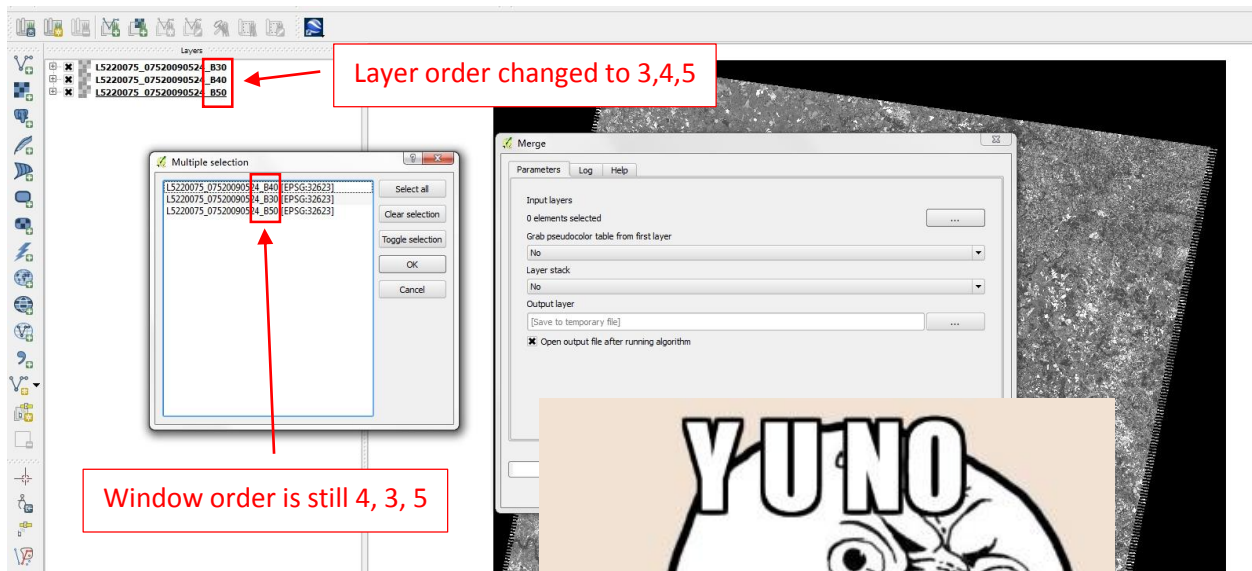 Layers
L5220075_07520090524_B30
L5220075_07520090524_B40
L5220075_07520090524_B50
Layer order changed to 3,4,5
Multiple selection
L5220075_07520090524_B40 [EPSG:32623]
L5220075_07520090524_B30 [EPSG:32623]
L5220075_07520090524_B50 [EPSG:32623]
Select all
Clear selection
Toggle selection
OK
Cancel
Merge
Parameters Log Help
Input layers
0 elements selected
...
Grab pseudocolor table from first layer
No
Layer stack
No
Output layer
[Save to temporary file]
...
Open output file after running algorithm
Window order is still 4, 3, 5
Y U NO